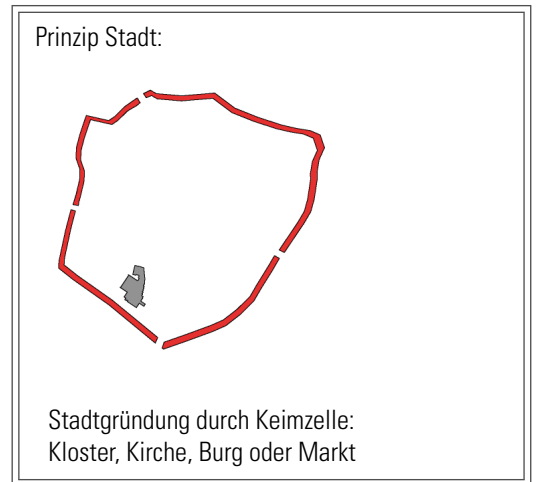 Prinzip Stadt:
Stadtgründung durch Keimzelle:
Kloster, Kirche, Burg oder Markt